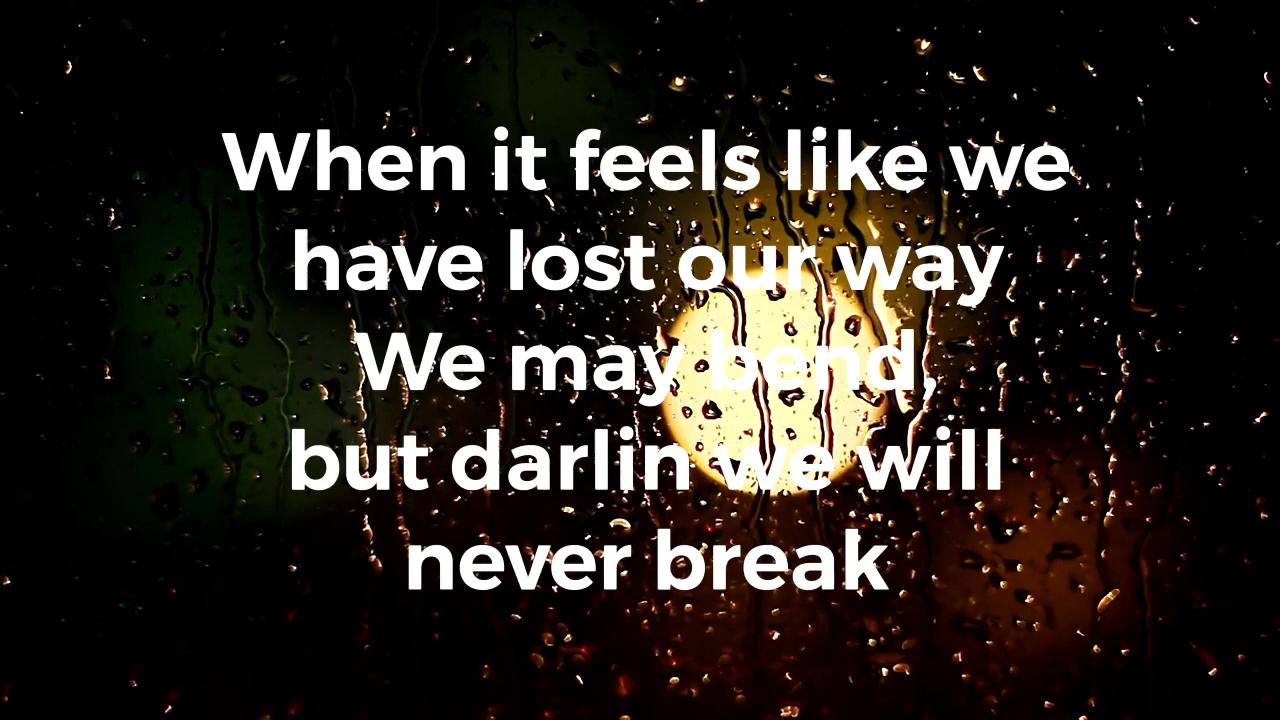 When it feels like we
have lost our way
We may bend,
but darlin we will
never break